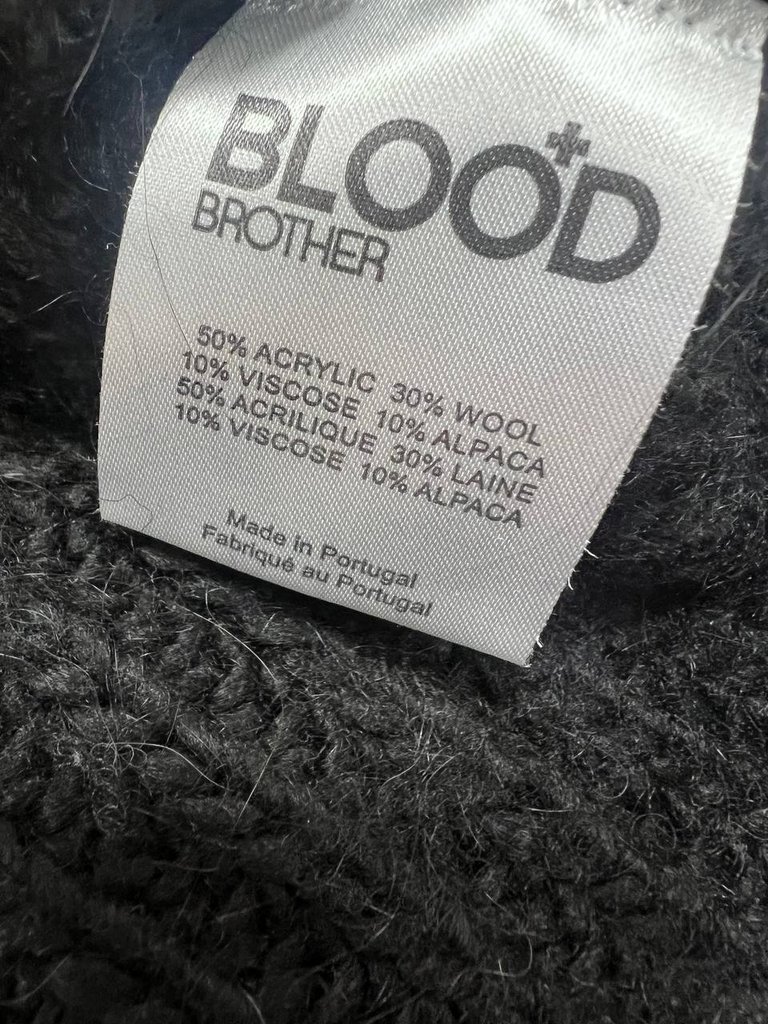 BLOOD
BROTHER
50% ACRYLIC 30% WOOL
10% VISCOSE 10% ALPACA
50% ACRILIQUE 30% LAINE
10% VISCOSE 10% ALPACA
Made in Portugal
Fabriqué au Portugal